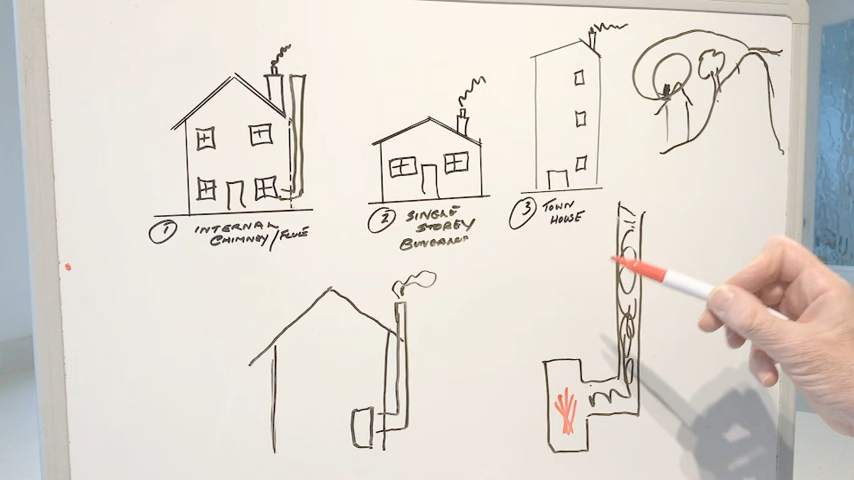 ① INTERNAL
CHIMNEY/FLUE
② SINGLE
STOREY
③ TOWN
HOUSE